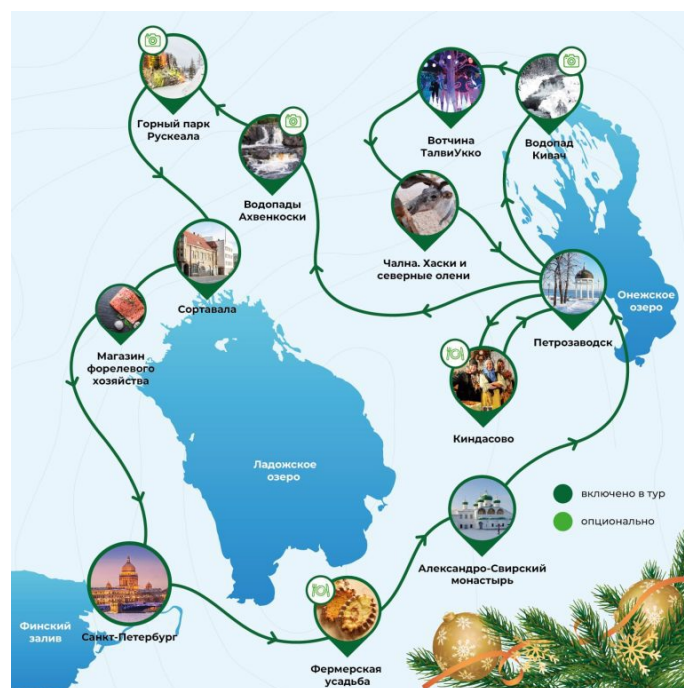 Горный парк
Рускеала
Водопады
Ахвенкоски
Вотчина
ТалвиУкко
Водопад
Кивач
Чална. Хаски и
северные олени
Сортавала
Онежское
озеро
Петрозаводск
Магазин
форелевого
хозяйства
Киндасово
Ладожское
озеро
включено в тур
опционально
Александро-Свирский
монастырь
Финский
залив
Санкт-Петербург
Фермерская
усадьба